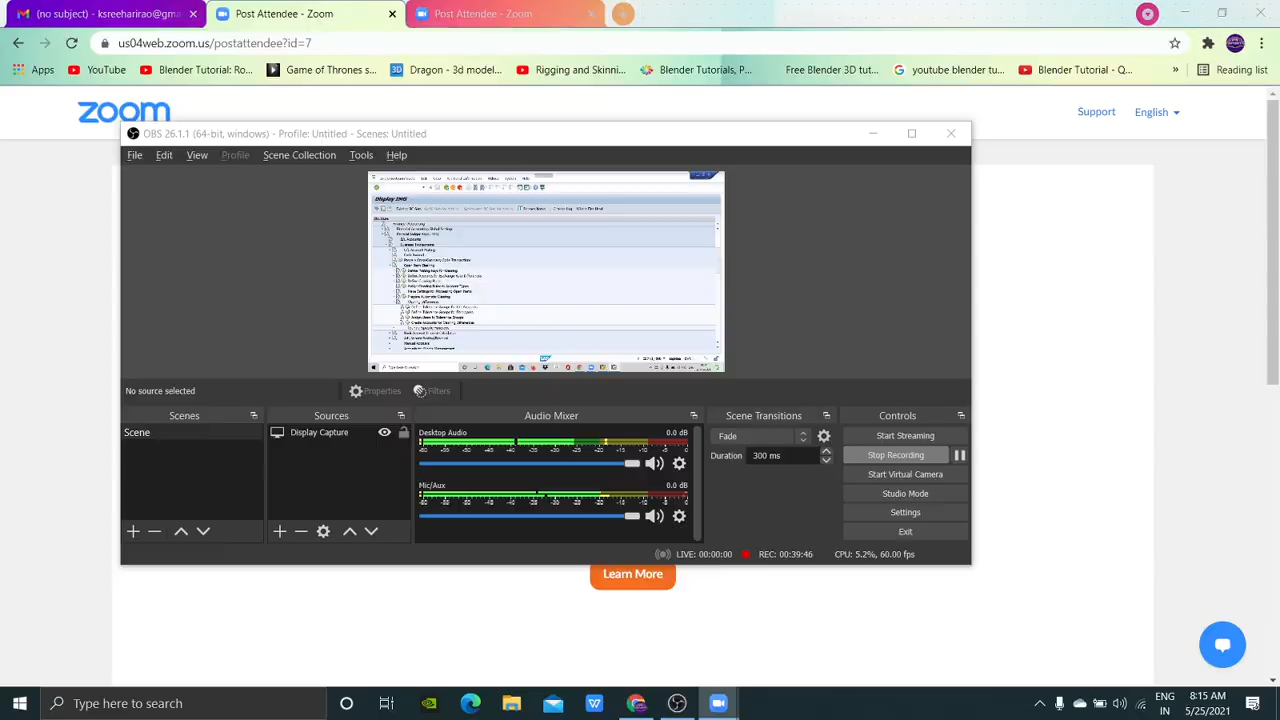 (no subject) - ksreeharirao@gma
Post Attendee - Zoom
Post Attendee - Zoom
us04web.zoom.us/postattendee?id=7
Apps
YouTube
Blender Tutorial: Ro...
Game of Thrones s...
Dragon - 3d model...
Rigging and Skinni...
Blender Tutorials, P...
Free Blender 3D tut...
youtube blender tu...
Blender Tutorial - Q...
Reading list
zoom
Support
English
OBS 26.1.1 (64-bit, windows) - Profile: Untitled - Scenes: Untitled
File
Edit
View
Profile
Scene Collection
Tools
Help
Display IMG
No source selected
Properties
Filters
Scenes
Sources
Audio Mixer
Scene Transitions
Controls
Scene
Display Capture
Desktop Audio
0.0 dB
Mic/Aux
0.0 dB
Fade
Duration
300 ms
Start Streaming
Stop Recording
Start Virtual Camera
Studio Mode
Settings
Exit
LIVE: 00:00:00
REC: 00:39:46
CPU: 5.2%, 60.00 fps
Learn More
Type here to search
ENG
IN
8:15 AM
5/25/2021